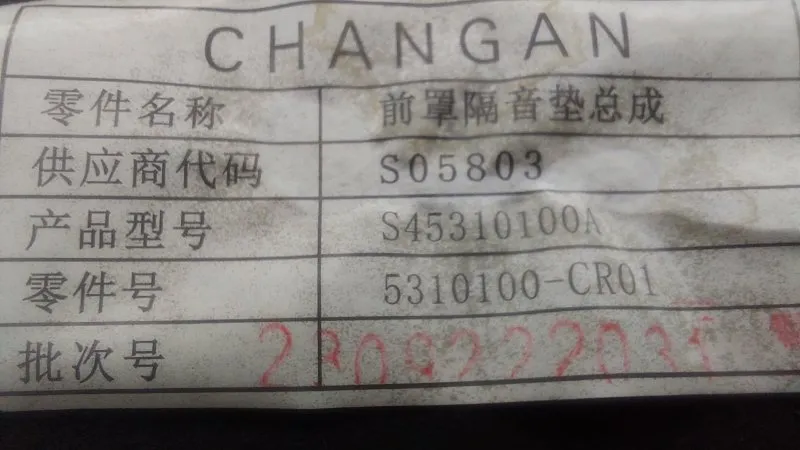 CHANGAN
零件名称 前罩隔音垫总成
供应商代码 S05803
产品型号 S45310100A
零件号 5310100-CR01
批次号